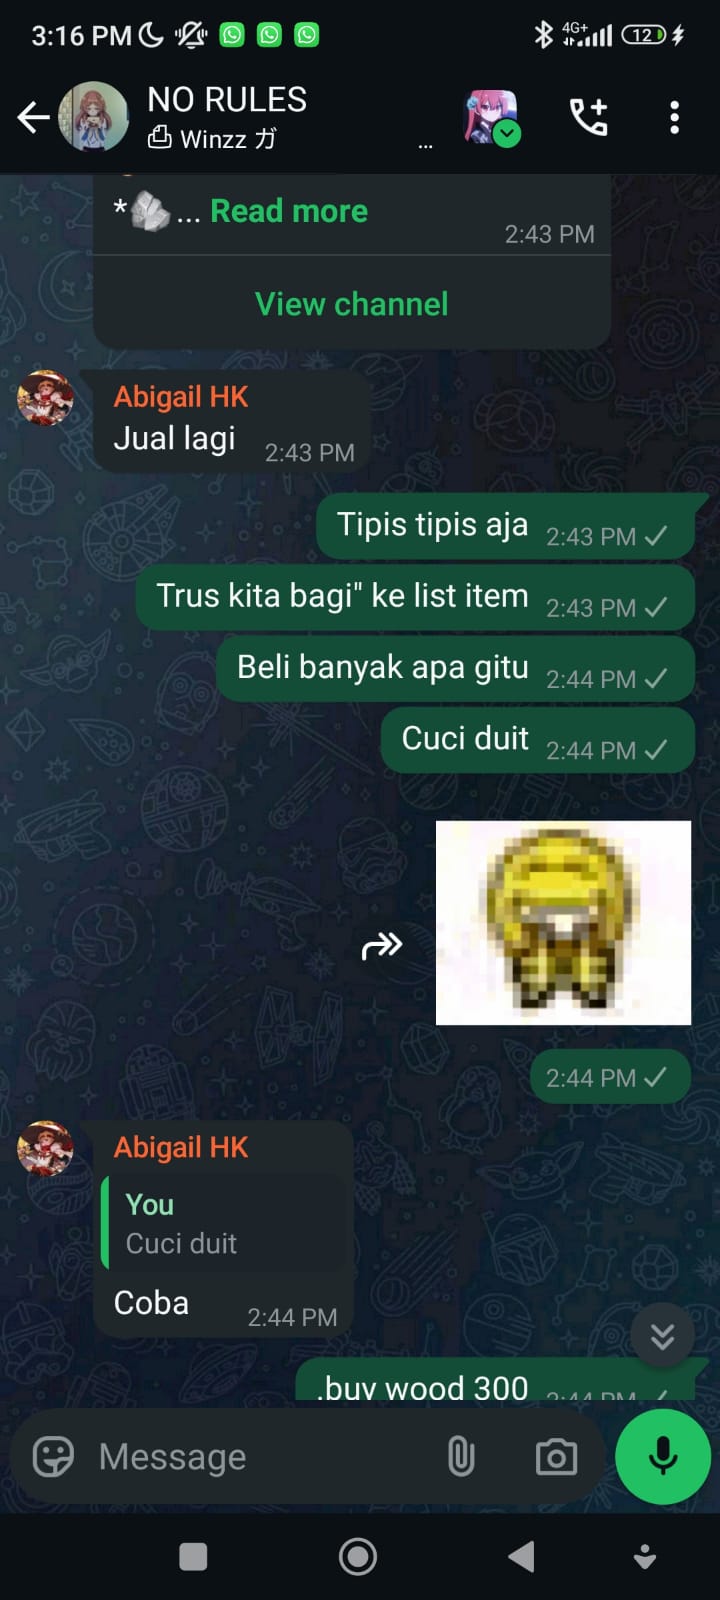 3:16 PM
4G+
12
NO RULES
Winzz ガ
...
*... Read more
2:43 PM
View channel
Abigail HK
Jual lagi 2:43 PM
Tipis tipis aja 2:43 PM
Trus kita bagi" ke list item 2:43 PM
Beli banyak apa gitu 2:44 PM
Cuci duit 2:44 PM
2:44 PM
Abigail HK
You
Cuci duit
Coba 2:44 PM
.buy wood 300 2:44 PM
Message